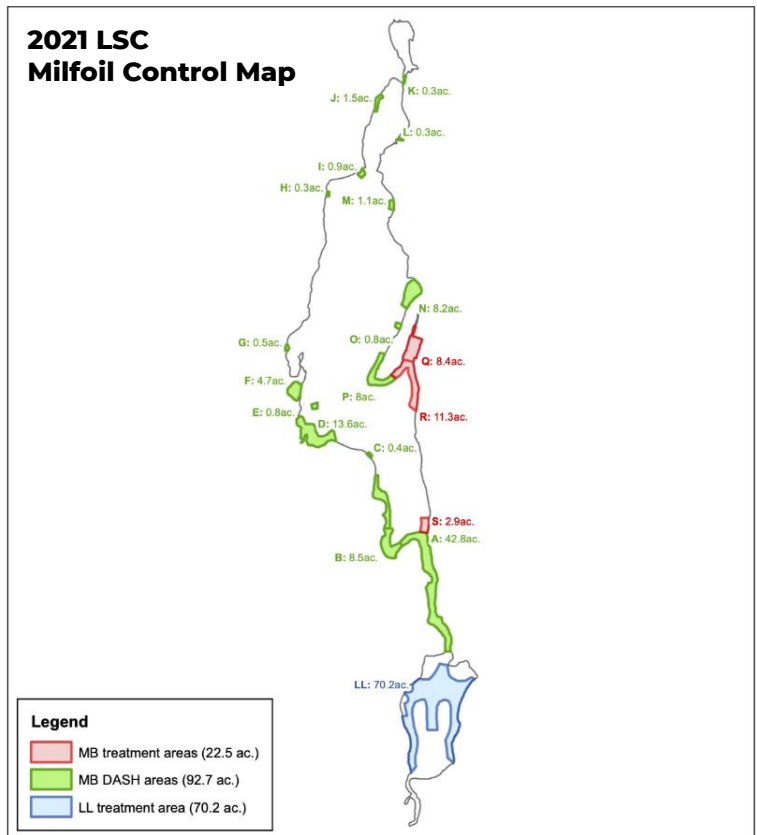 2021 LSC
Milfoil Control Map
K: 0.3ac.
J: 1.5ac.
L: 0.3ac.
I: 0.9ac.
H: 0.3ac.
M: 1.1ac.
N: 8.2ac.
O: 0.8ac.
G: 0.5ac.
Q: 8.4ac.
F: 4.7ac.
P: 8ac.
E: 0.8ac.
R: 11.3ac.
D: 13.6ac.
C: 0.4ac.
S: 2.9ac.
A: 42.8ac.
B: 8.5ac.
LL: 70.2ac.
Legend
MB treatment areas (22.5 ac.)
MB DASH areas (92.7 ac.)
LL treatment area (70.2 ac.)